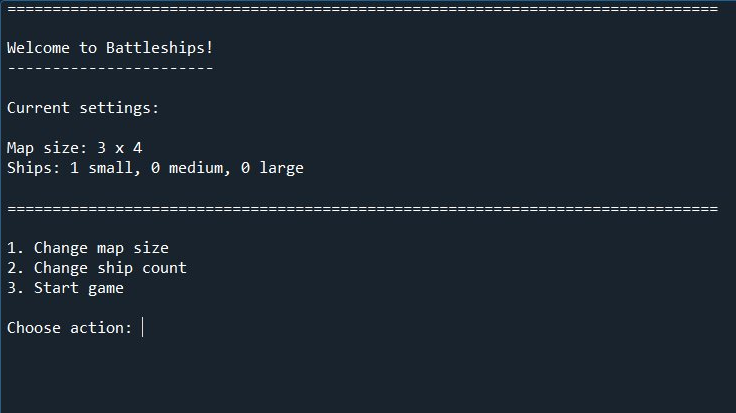 ===============================================================================
Welcome to Battleships!
-----------------------
Current settings:
Map size: 3 x 4
Ships: 1 small, 0 medium, 0 large
===============================================================================
1. Change map size
2. Change ship count
3. Start game
Choose action: